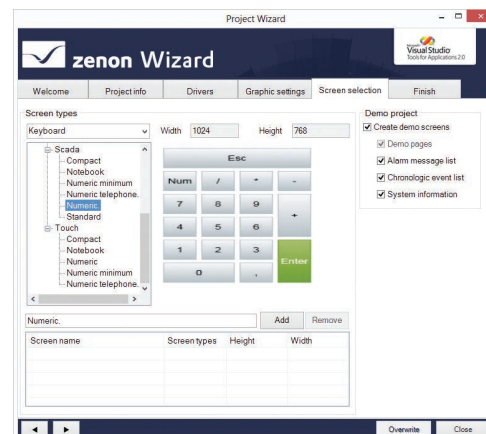 Project Wizard
zenon Wizard
Microsoft
Visual Studio
Tools for Applications 2.0
Welcome Project info Drivers Graphic settings Screen selection Finish
Screen types
Keyboard
Width 1024 Height 768
Scada
Compact
Notebook
Numeric minimum
Numeric telephone.
Numeric.
Standard
Touch
Compact
Notebook
Numeric
Numeric minimum
Numeric telephone.
Esc
Num / * -
7 8 9
+
4 5 6
1 2 3
Enter
0 ,
Demo project
Create demo screens
Demo pages
Alarm message list
Chronologic event list
System information
Numeric.
Add Remove
Screen name Screen types Height Width
Overwrite Close